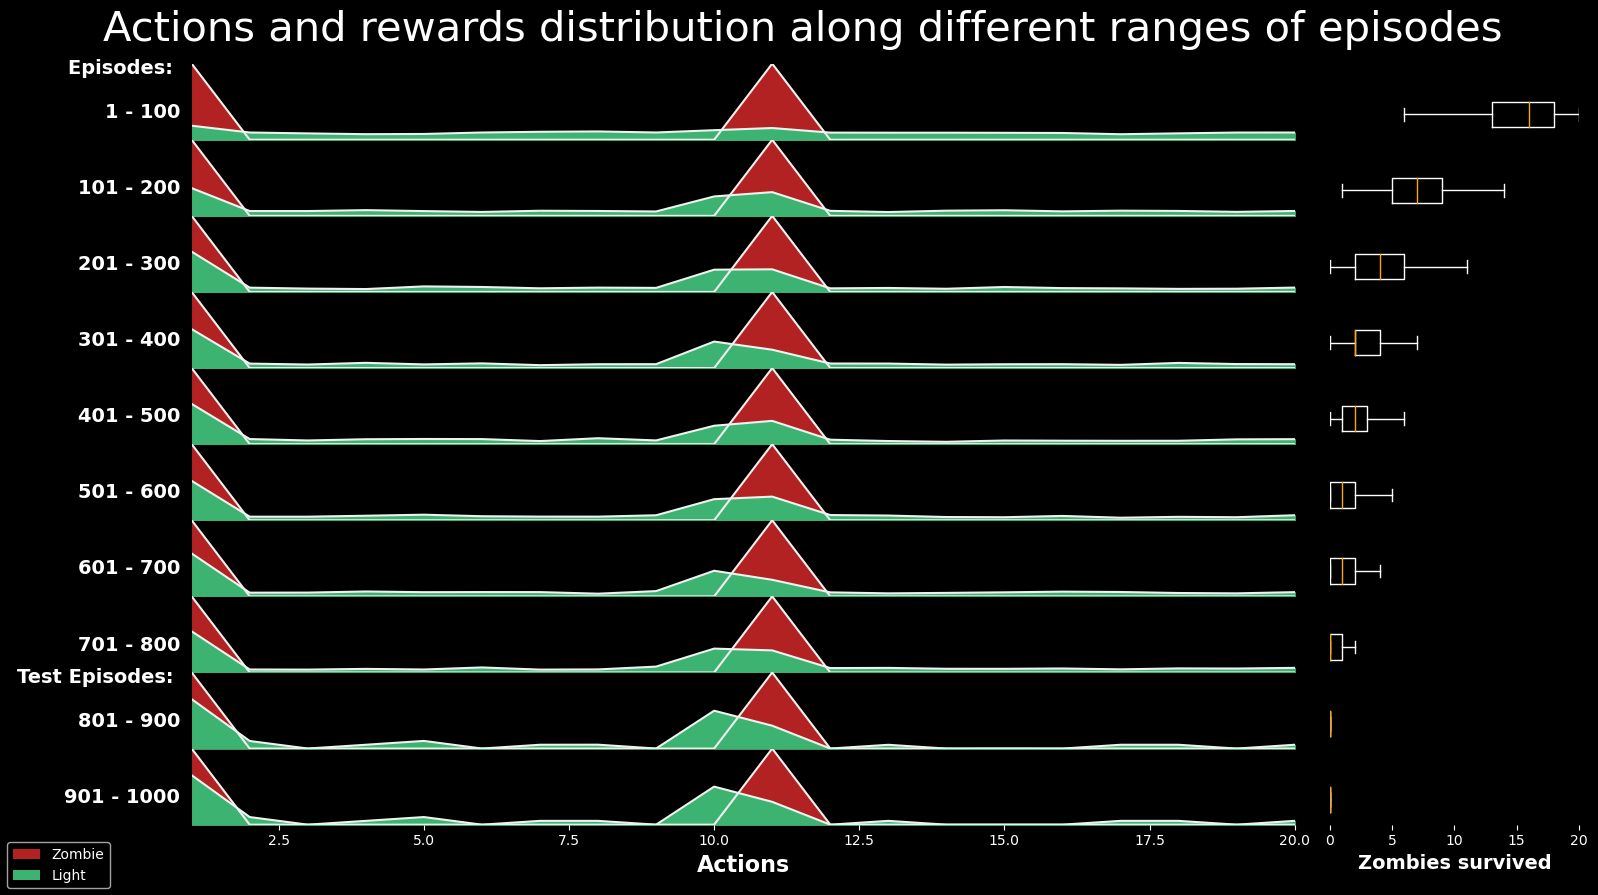 Actions and rewards distribution along different ranges of episodes
Episodes:
1 - 100
101 - 200
201 - 300
301 - 400
401 - 500
501 - 600
601 - 700
701 - 800
Test Episodes:
801 - 900
901 - 1000
2.5 5.0 7.5 10.0 12.5 15.0 17.5 20.0
0 5 10 15 20
Actions
Zombies survived
Zombie
Light